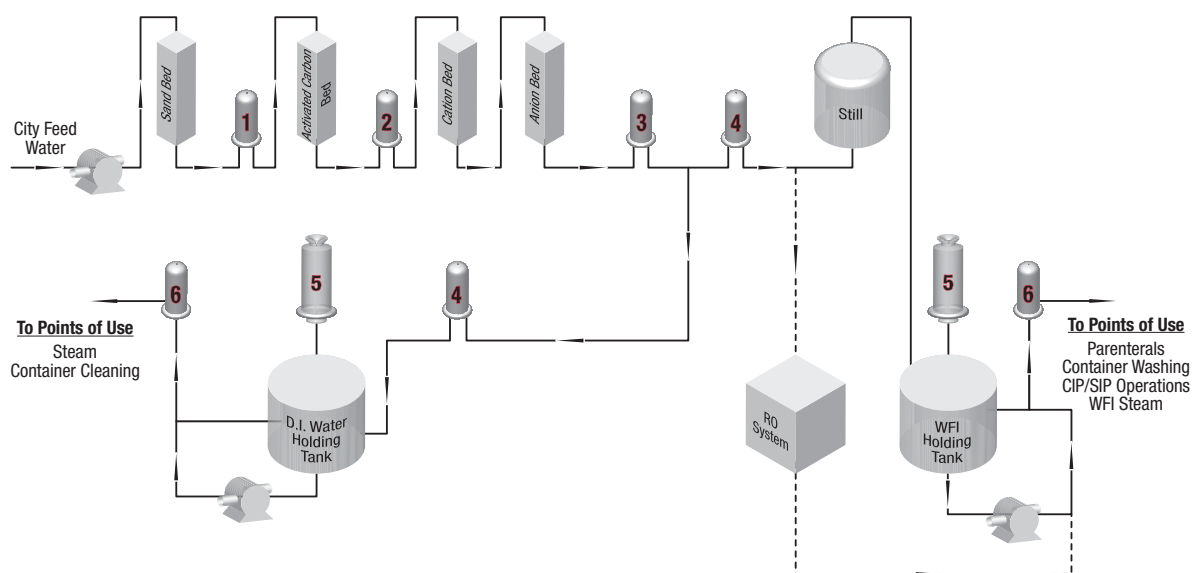 City Feed
Water
Sand Bed
1
Activated Carbon
Bed
2
Cation Bed
Anion Bed
3
4
Still
6
5
4
5
6
To Points of Use
Steam
Container Cleaning
D.I. Water
Holding
Tank
RO
System
WFI
Holding
Tank
To Points of Use
Parenterals
Container Washing
CIP/SIP Operations
WFI Steam